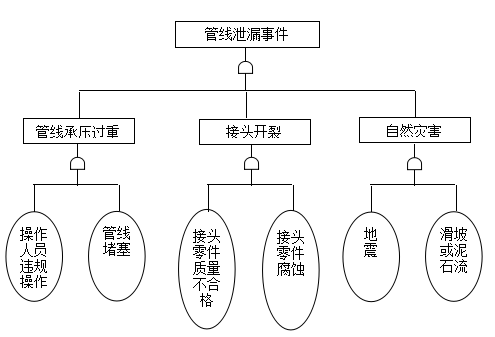 管线泄漏事件
管线承压过重
接头开裂
自然灾害
操作
人员
违规
操作
管线
堵塞
接头
零件
质量
不合
格
接头
零件
腐蚀
地
震
滑坡
或泥
石流